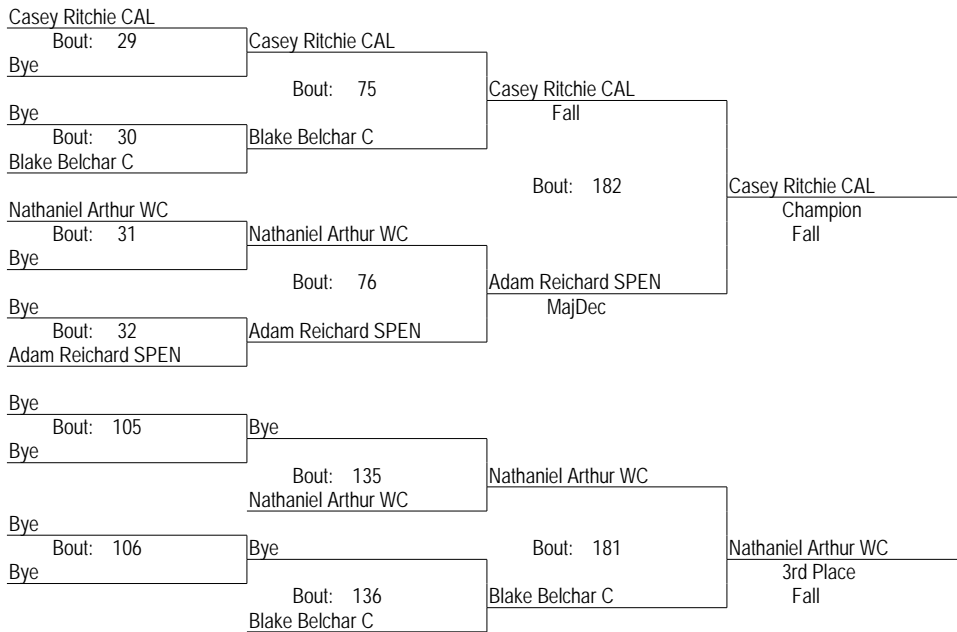 Casey Ritchie CAL
Bout: 29
Casey Ritchie CAL
Bye
Bout: 75
Casey Ritchie CAL
Bye
Fall
Bout: 30
Blake Belchar C
Blake Belchar C
Bout: 182
Casey Ritchie CAL
Nathaniel Arthur WC
Champion
Bout: 31
Nathaniel Arthur WC
Fall
Bye
Bout: 76
Adam Reichard SPEN
Bye
MajDec
Bout: 32
Adam Reichard SPEN
Adam Reichard SPEN
Bye
Bout: 105
Bye
Bye
Bout: 135
Nathaniel Arthur WC
Nathaniel Arthur WC
Bye
Bout: 106
Bye
Bout: 181
Nathaniel Arthur WC
Bye
3rd Place
Bout: 136
Blake Belchar C
Fall
Blake Belchar C